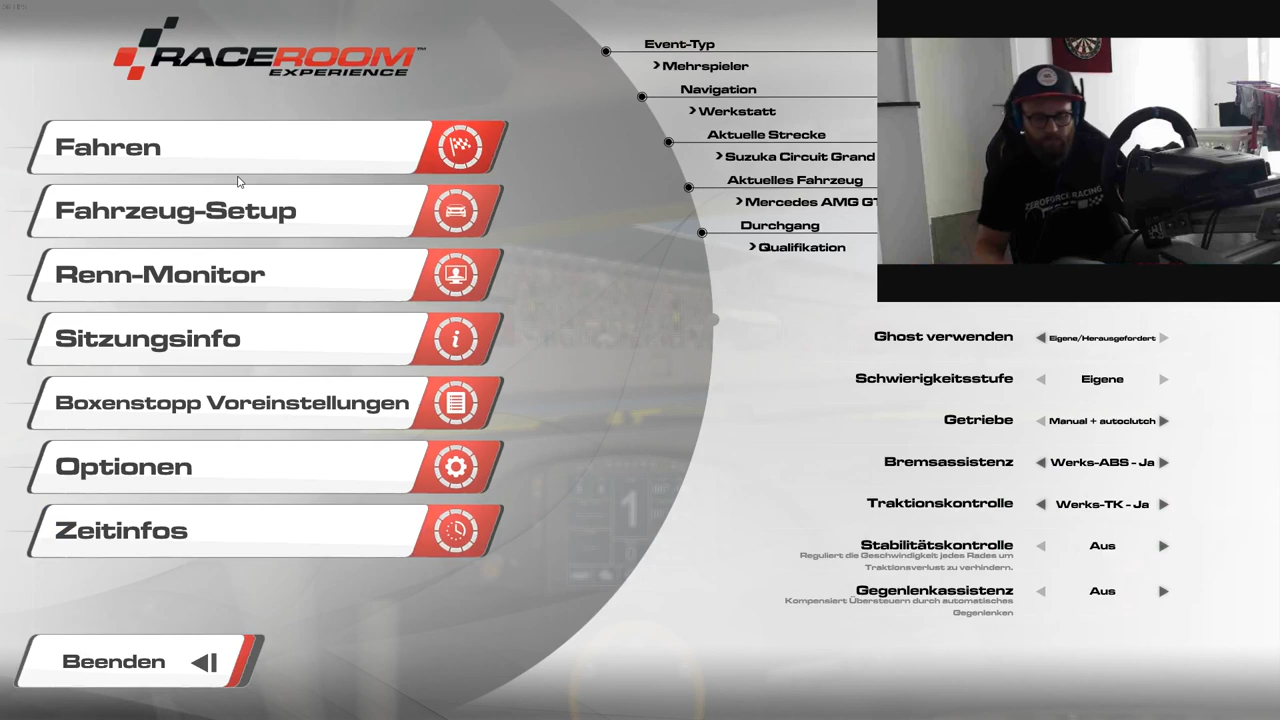 RACEROOM™
EXPERIENCE
Fahren
Fahrzeug-Setup
Renn-Monitor
Sitzungsinfo
Boxenstopp Voreinstellungen
Optionen
Zeitinfos
Beenden
Event-Typ
Mehrspieler
Navigation
Werkstatt
Aktuelle Strecke
Suzuka Circuit Grand
Aktuelles Fahrzeug
Mercedes AMG GT
Durchgang
Qualifikation
ZEROFORCE RACING
Ghost verwenden Eigene/Herausgefordert
Schwierigkeitsstufe Eigene
Getriebe Manual + autoclutch
Bremsassistenz Werks-ABS - Ja
Traktionskontrolle Werks-TK - Ja
Stabilitätskontrolle Aus
Reguliert die Geschwindigkeit jedes Rades um
Traktionsverlust zu verhindern.
Gegenlenkassistenz Aus
Kompensiert Übersteuern durch automatisches
Gegenlenken
1